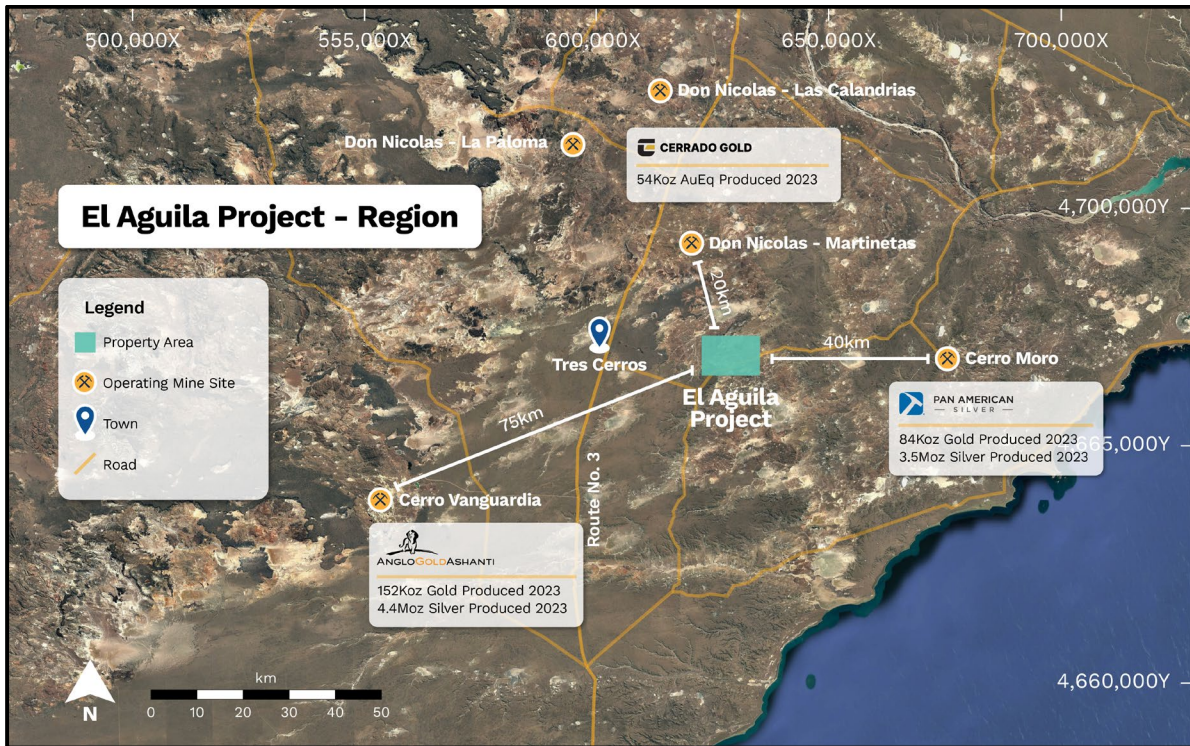 500,000X
555,000X
600,000X
650,000X
700,000X
Don Nicolas - Las Calandrias
Don Nicolas - La Paloma
CERRADO GOLD
54Koz AuEq Produced 2023
4,700,000Y
El Aguila Project - Region
Don Nicolas - Martinetas
20km
Legend
Property Area
Operating Mine Site
Town
Road
Tres Cerros
40km
Cerro Moro
El Aguila
Project
75km
PAN AMERICAN
SILVER
84Koz Gold Produced 2023
3.5Moz Silver Produced 2023
665,000Y
Cerro Vanguardia
Route No. 3
ANGLOGOLDASHANTI
152Koz Gold Produced 2023
4.4Moz Silver Produced 2023
4,660,000Y
km
0 10 20 30 40 50
N